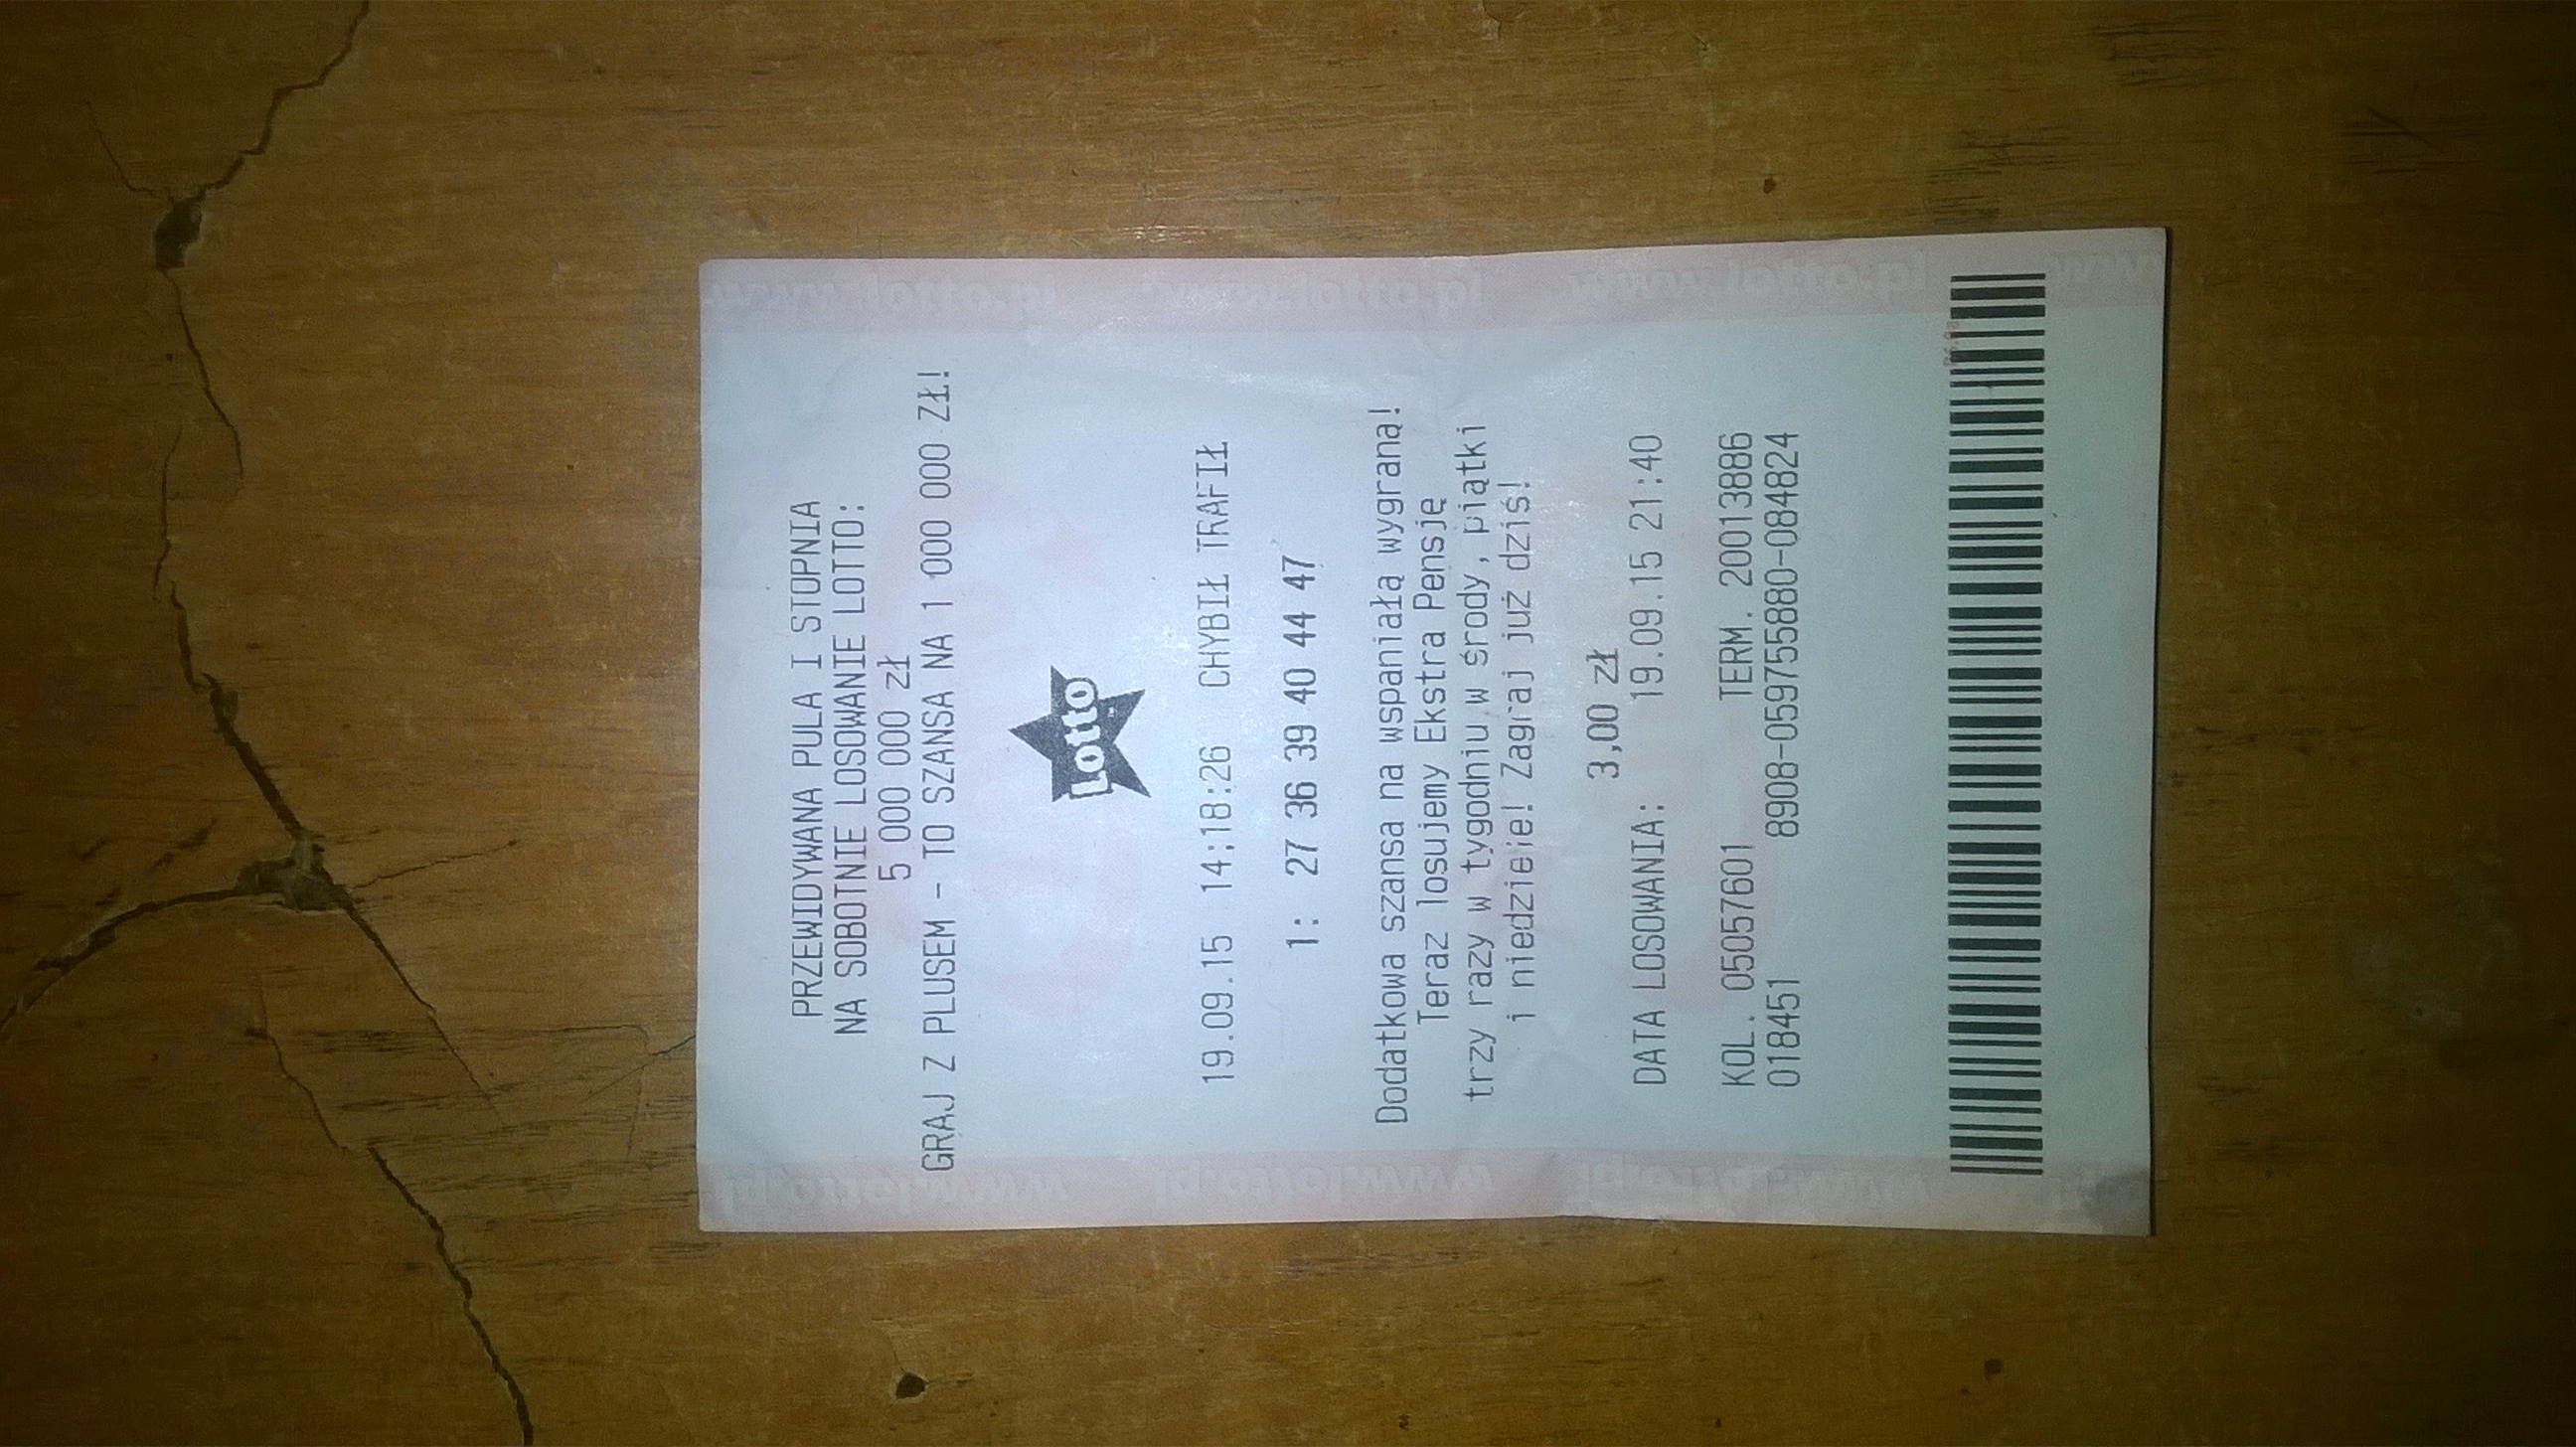 PRZEWIDYWANA PULA I STOPNIA
NA SOBOTNIE LOSOWANIE LOTTO:
5 000 000 zł
GRAJ Z PLUSEM - TO SZANSA NA 1 000 000 ZŁ!
Lotto
19.09.15 14:18:26 CHYBIŁ TRAFIŁ
1: 27 36 39 40 44 47
Dodatkowa szansa na wspaniałą wygraną!
Teraz losujemy Ekstra Pensję
trzy razy w tygodniu w środy, piątki
i niedziele! Zagraj już dziś!
3,00 zł
DATA LOSOWANIA: 19.09.15 21:40
KOL. 050557601 TERM. 20013886
018451 8908-059755880-084824
www.lotto.pl www.lotto.pl www.lotto.pl www
www.lotto.pl www.lotto.pl www.lotto.pl